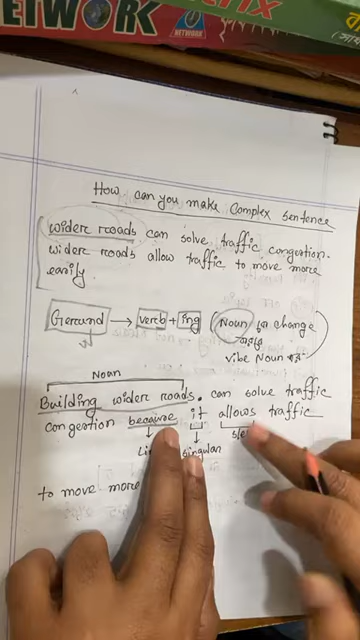 ETWORK
NETWORK
How can you make Complex sentence
wider roads can solve traffic congestion.
wider roads allow traffic to move more
easily.
Gerund → verb + ing (Noun কে change
করে
vibe Noun
Noun
Building wider roads. can solve traffic
congestion because it allows traffic
singular
to move more